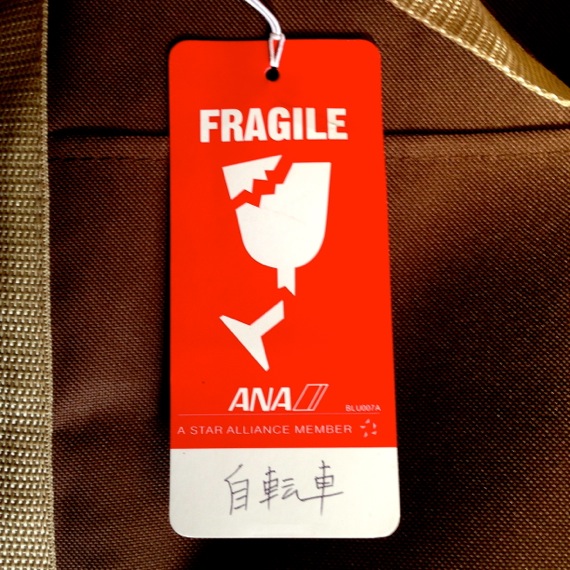 FRAGILE
ANA
BLU007A
A STAR ALLIANCE MEMBER
自転車